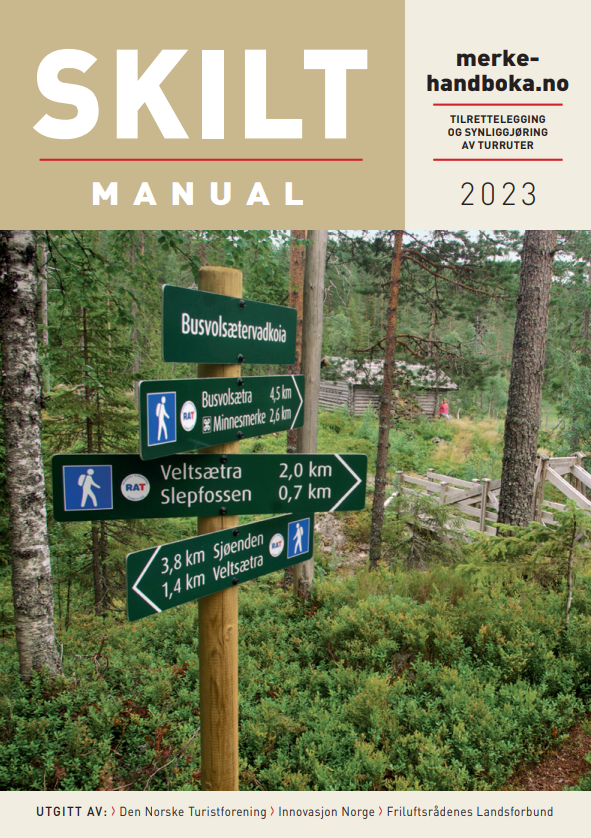 SKILT
MANUAL
merke-
handboka.no
TILRETTELEGGING
OG SYNLIGGJØRING
AV TURRUTER
2023
Busvolsætervadkoia
RAT
Busvolsætra 4,5 km
Minnesmerke 2,6 km
RAT
Veltsætra 2,0 km
Slepfossen 0,7 km
3,8 km Sjøenden
1,4 km Veltsætra
RAT
UTGITT AV: 〉 Den Norske Turistforening 〉 Innovasjon Norge 〉 Friluftsrådenes Landsforbund